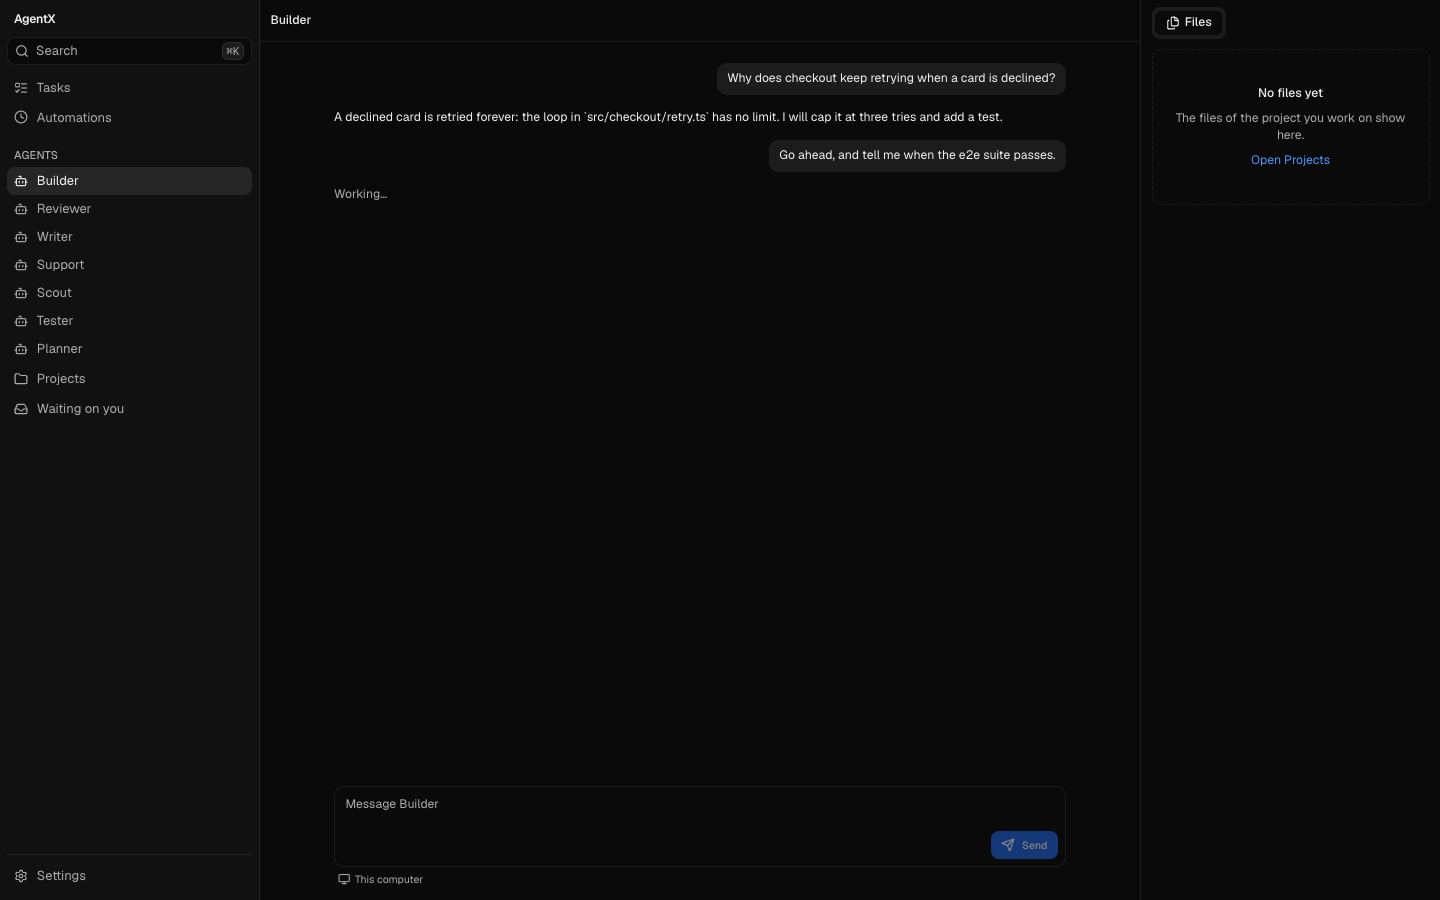 AgentX
Search
⌘K
Tasks
Automations
AGENTS
Builder
Reviewer
Writer
Support
Scout
Tester
Planner
Projects
Waiting on you
Settings
Builder
Why does checkout keep retrying when a card is declined?
A declined card is retried forever: the loop in `src/checkout/retry.ts` has no limit. I will cap it at three tries and add a test.
Go ahead, and tell me when the e2e suite passes.
Working…
Message Builder
Send
This computer
Files
No files yet
The files of the project you work on show
here.
Open Projects